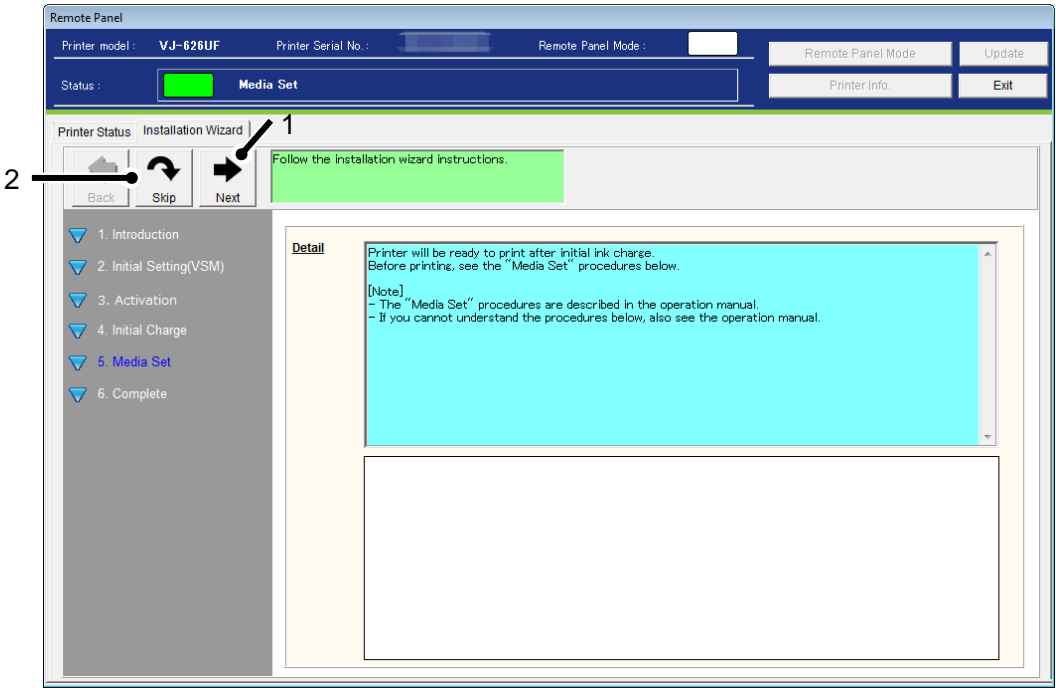 Remote Panel
Printer model : VJ-626UF Printer Serial No. : Remote Panel Mode :
Remote Panel Mode Update
Status : Media Set
Printer Info. Exit
Printer Status Installation Wizard
1
2
Back Skip Next
Follow the installation wizard instructions.
1. Introduction
2. Initial Setting(VSM)
3. Activation
4. Initial Charge
5. Media Set
6. Complete
Detail
Printer will be ready to print after initial ink charge.
Before printing, see the "Media Set" procedures below.
[Note]
- The "Media Set" procedures are described in the operation manual.
- If you cannot understand the procedures below, also see the operation manual.